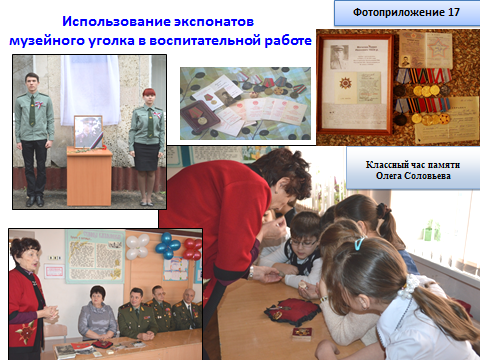 Использование экспонатов
музейного уголка в воспитательной работе
Фотоприложение 17
Классный час памяти
Олега Соловьева